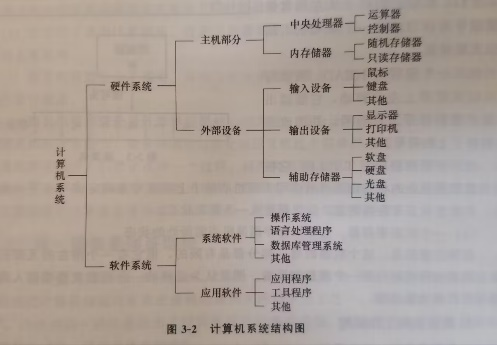 计算机系统
硬件系统
主机部分
中央处理器
运算器
控制器
内存储器
随机存储器
只读存储器
外部设备
输入设备
鼠标
键盘
其他
输出设备
显示器
打印机
其他
辅助存储器
软盘
硬盘
光盘
其他
软件系统
系统软件
操作系统
语言处理程序
数据库管理系统
其他
应用软件
应用程序
工具程序
其他
图 3-2 计算机系统结构图